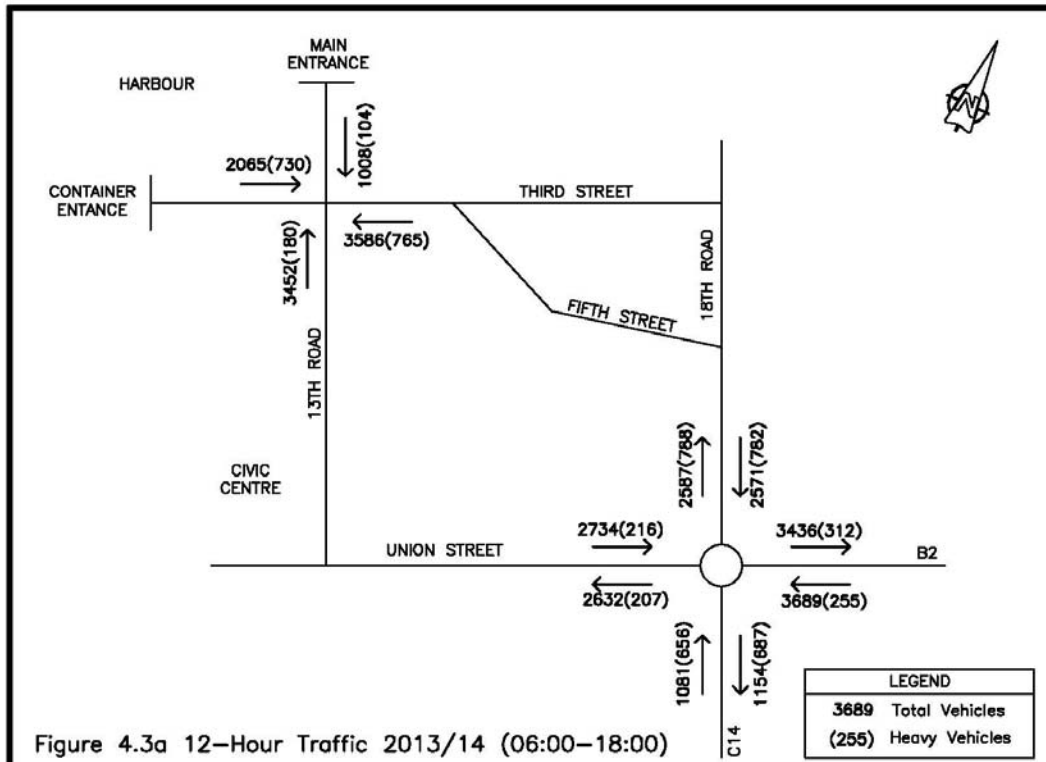 MAIN
ENTRANCE
HARBOUR
1008(104)
2065(730)
CONTAINER
ENTANCE
THIRD STREET
3586(765)
3452(180)
18TH ROAD
FIFTH STREET
13TH ROAD
2587(788)
2571(782)
CIVIC
CENTRE
2734(216)
3436(312)
UNION STREET
B2
2632(207)
3689(255)
1081(656)
1154(687)
LEGEND
3689 Total Vehicles
(255) Heavy Vehicles
C14
Figure 4.3a 12-Hour Traffic 2013/14 (06:00-18:00)
N